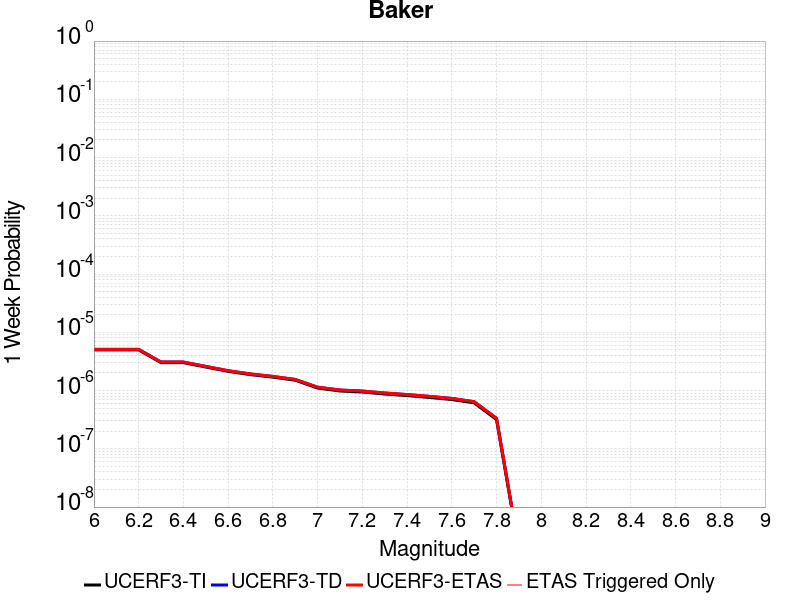 Baker
10^0
10^-1
10^-2
10^-3
10^-4
10^-5
10^-6
10^-7
10^-8
1 Week Probability
6 6.2 6.4 6.6 6.8 7 7.2 7.4 7.6 7.8 8 8.2 8.4 8.6 8.8 9
Magnitude
UCERF3-TI UCERF3-TD UCERF3-ETAS ETAS Triggered Only